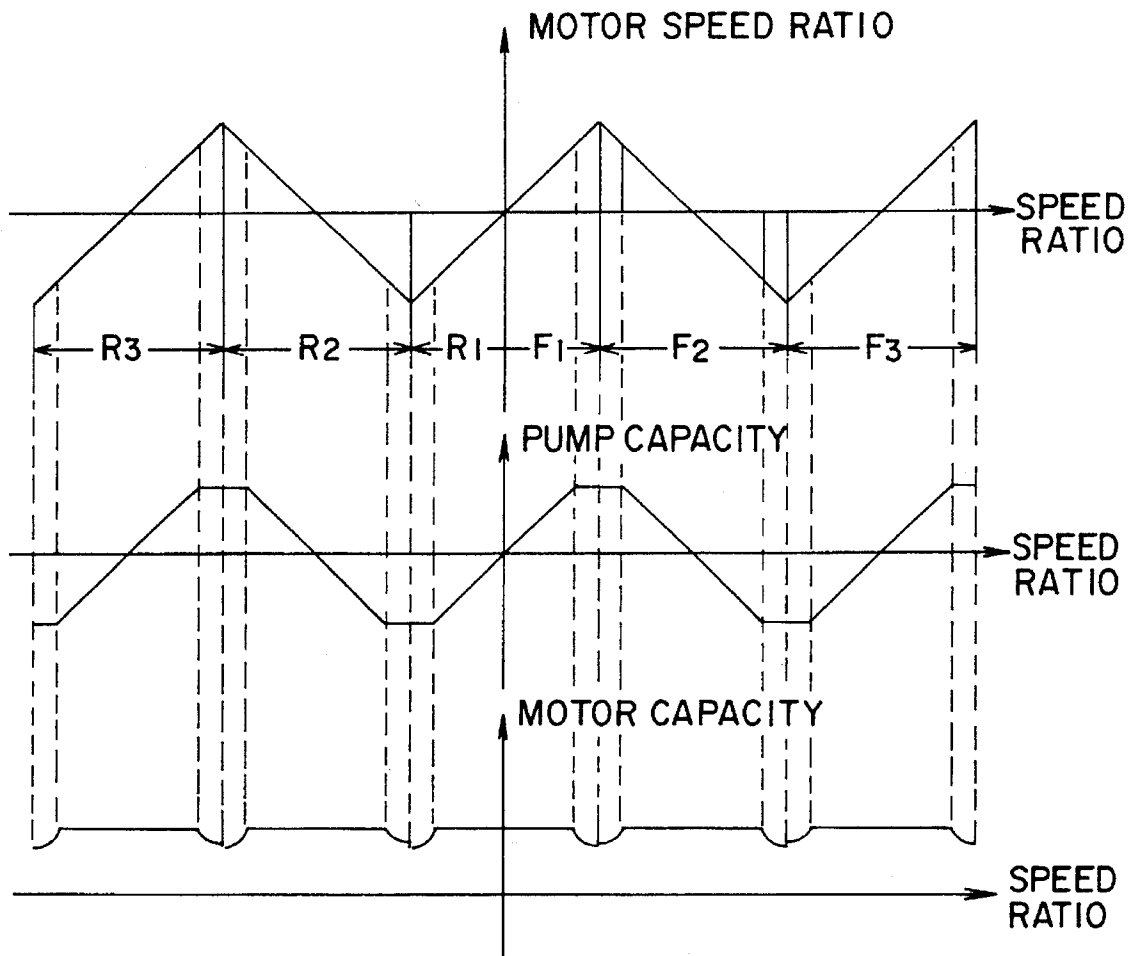 MOTOR SPEED RATIO
SPEED
RATIO
R3 R2 R1 F1 F2 F3
PUMP CAPACITY
SPEED
RATIO
MOTOR CAPACITY
SPEED
RATIO